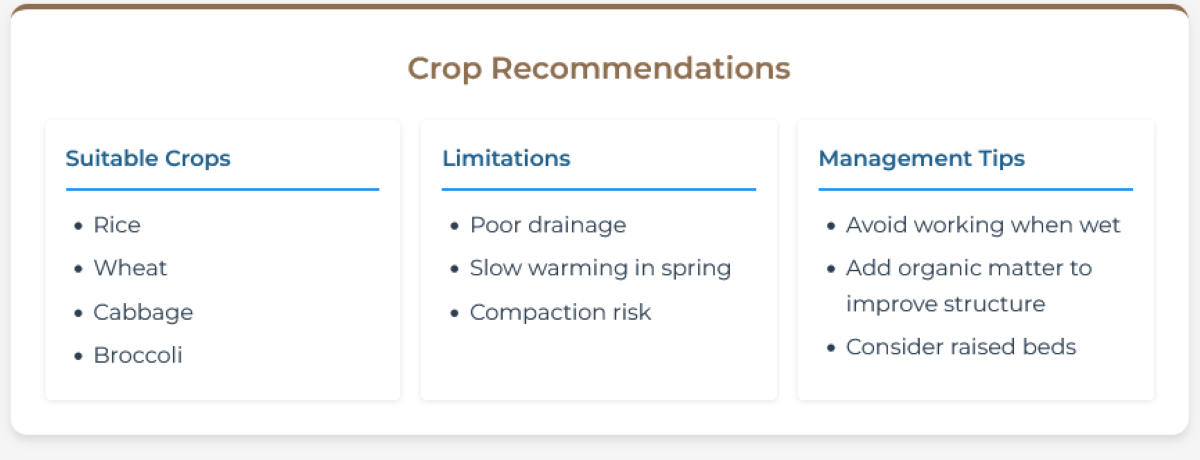 Crop Recommendations
Suitable Crops
Rice
Wheat
Cabbage
Broccoli
Limitations
Poor drainage
Slow warming in spring
Compaction risk
Management Tips
Avoid working when wet
Add organic matter to
improve structure
Consider raised beds